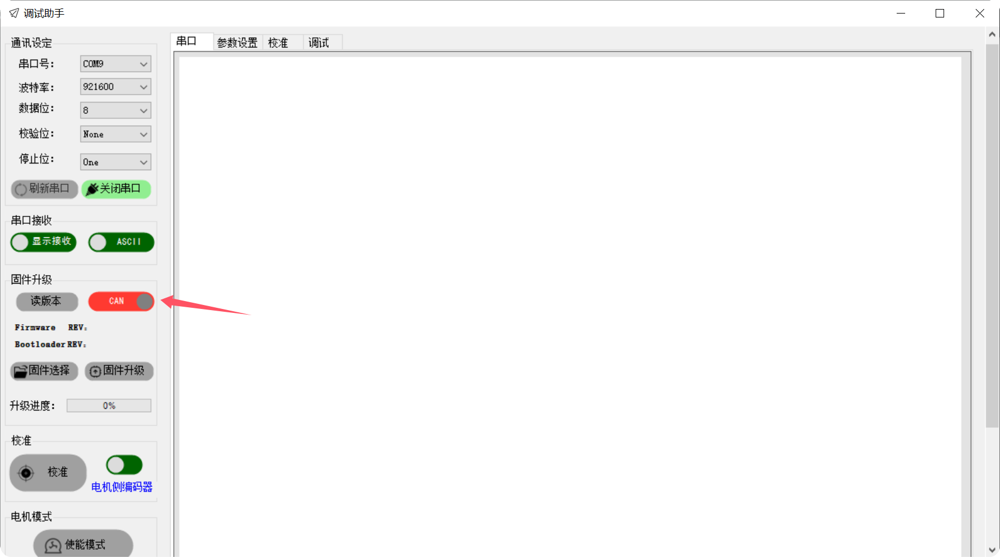 调试助手
通讯设定
串口号：
COM9
波特率：
921600
数据位：
8
校验位：
None
停止位：
One
刷新串口
关闭串口
串口接收
显示接收
ASCII
固件升级
读版本
CAN
Firmware REV:
Bootloader REV:
固件选择
固件升级
升级进度：
0%
校准
校准
电机侧编码器
电机模式
使能模式
串口
参数设置
校准
调试